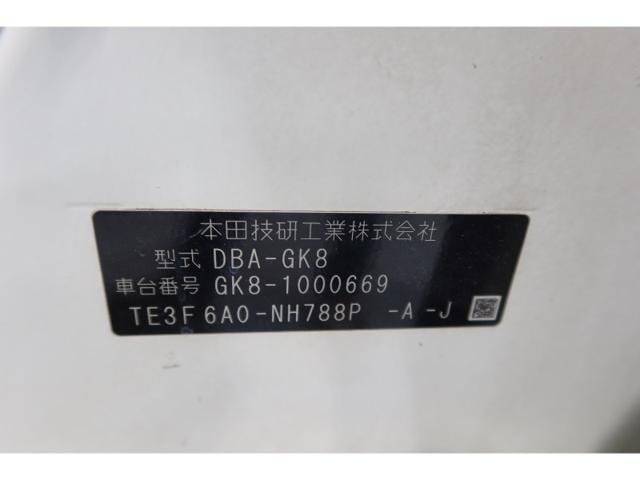 本田技研工業株式会社
型式 DBA-GK8
車台番号 GK8-1000669
TE3F 6A0-NH788P -A-J